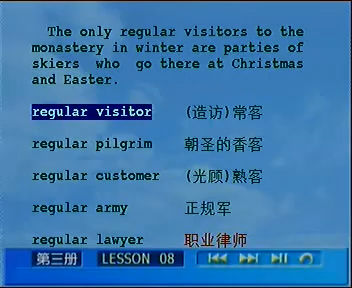 The only regular visitors to the
monastery in winter are parties of
skiers who go there at Christmas
and Easter.
regular visitor (造访)常客
regular pilgrim 朝圣的香客
regular customer (光顾)熟客
regular army 正规军
regular lawyer 职业律师
第三册 LESSON 08